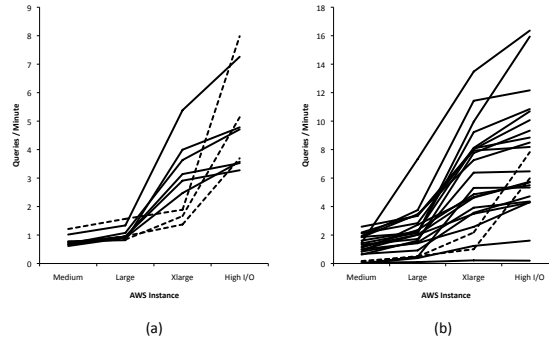 9
8
7
6
5
4
3
2
1
0
Queries / Minute
Medium Large Xlarge High I/O
AWS Instance
(a)
18
16
14
12
10
8
6
4
2
0
Queries / Minute
Medium Large Xlarge High I/O
AWS Instance
(b)